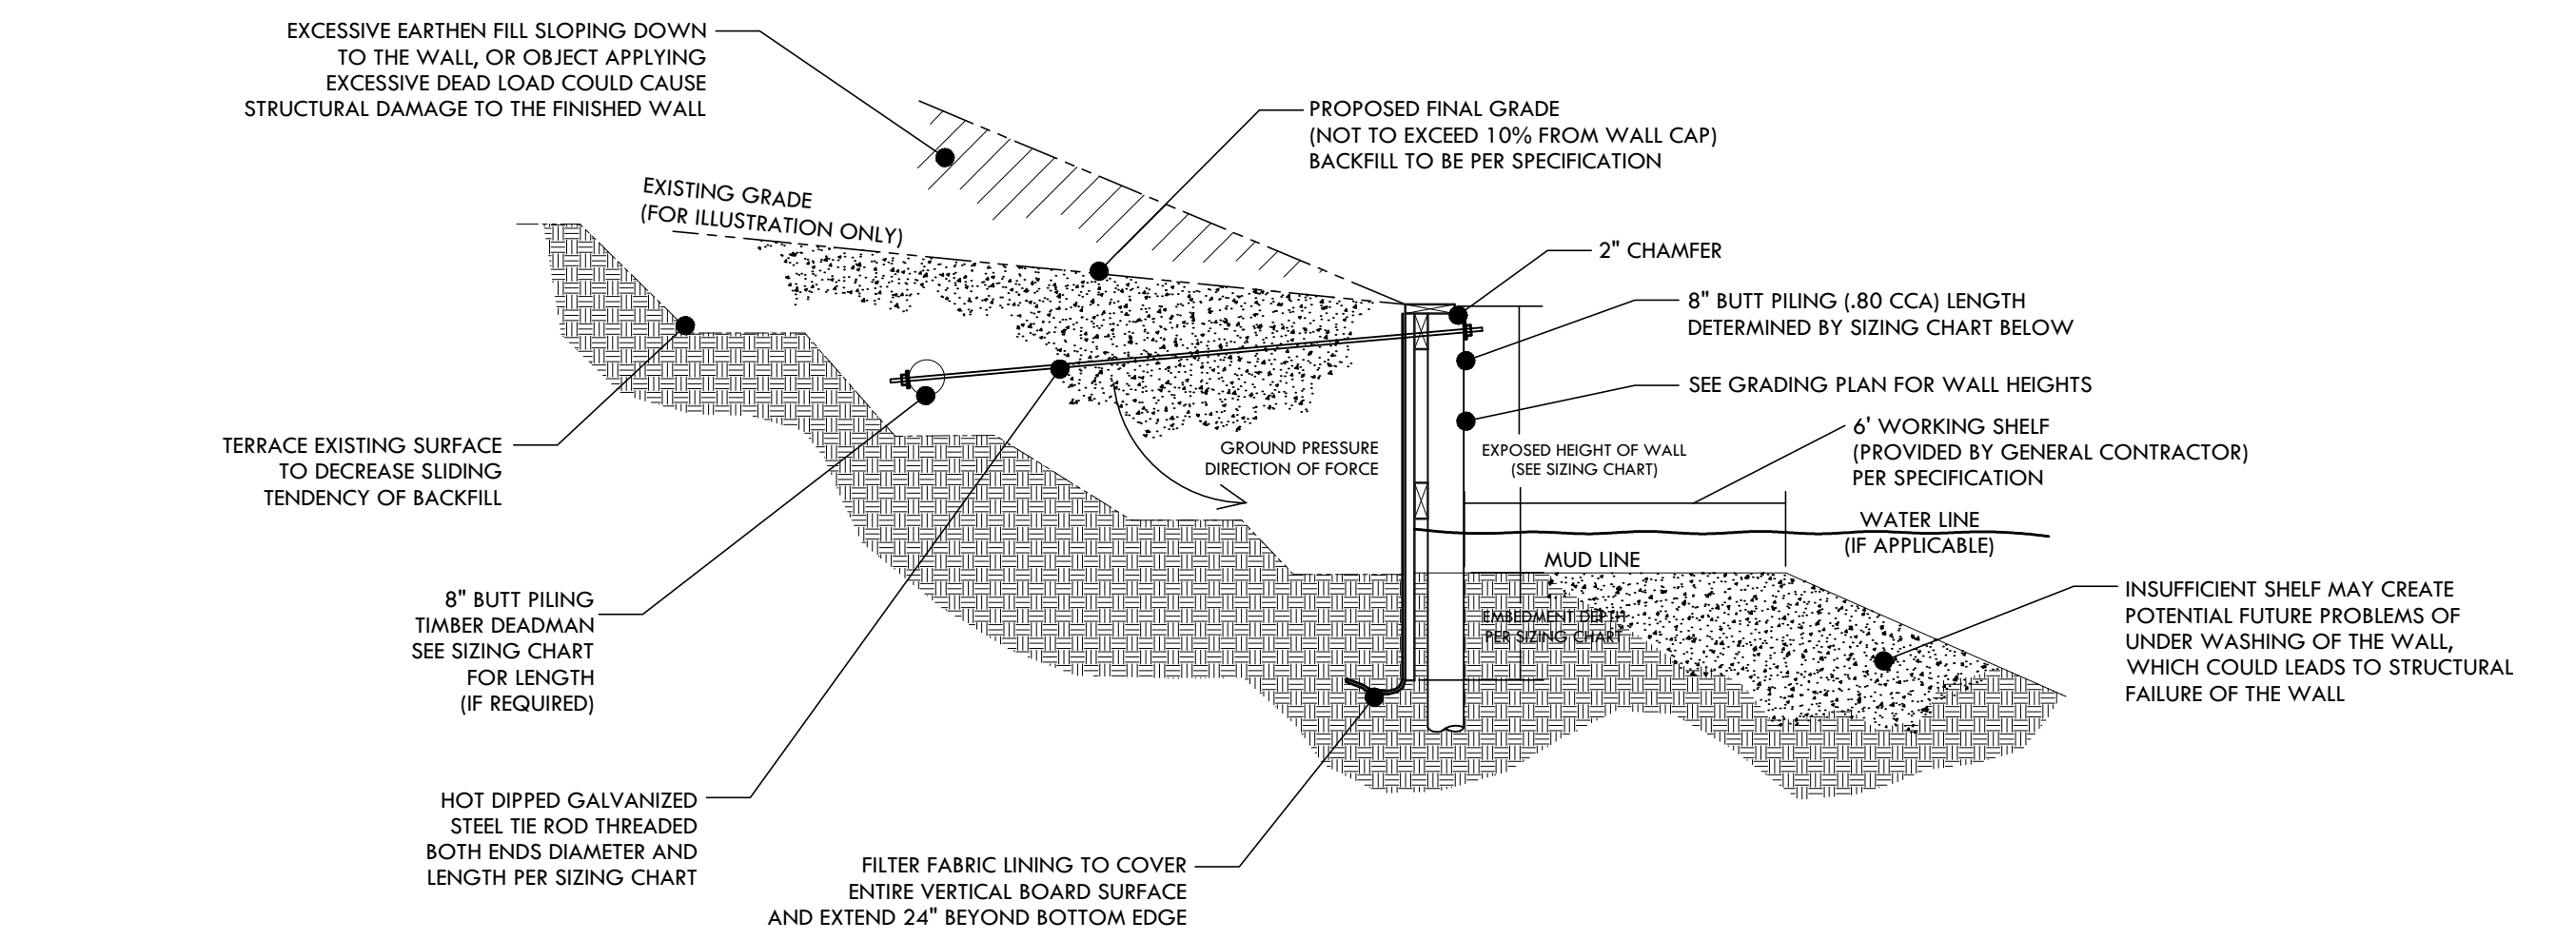 EXCESSIVE EARTHEN FILL SLOPING DOWN
TO THE WALL, OR OBJECT APPLYING
EXCESSIVE DEAD LOAD COULD CAUSE
STRUCTURAL DAMAGE TO THE FINISHED WALL
PROPOSED FINAL GRADE
(NOT TO EXCEED 10% FROM WALL CAP)
BACKFILL TO BE PER SPECIFICATION
EXISTING GRADE
(FOR ILLUSTRATION ONLY)
2" CHAMFER
8" BUTT PILING (.80 CCA) LENGTH
DETERMINED BY SIZING CHART BELOW
SEE GRADING PLAN FOR WALL HEIGHTS
6' WORKING SHELF
(PROVIDED BY GENERAL CONTRACTOR)
PER SPECIFICATION
TERRACE EXISTING SURFACE
TO DECREASE SLIDING
TENDENCY OF BACKFILL
GROUND PRESSURE
DIRECTION OF FORCE
EXPOSED HEIGHT OF WALL
(SEE SIZING CHART)
WATER LINE
(IF APPLICABLE)
MUD LINE
EMBEDMENT DEPTH
PER SIZING CHART
INSUFFICIENT SHELF MAY CREATE
POTENTIAL FUTURE PROBLEMS OF
UNDER WASHING OF THE WALL,
WHICH COULD LEADS TO STRUCTURAL
FAILURE OF THE WALL
8" BUTT PILING
TIMBER DEADMAN
SEE SIZING CHART
FOR LENGTH
(IF REQUIRED)
HOT DIPPED GALVANIZED
STEEL TIE ROD THREADED
BOTH ENDS DIAMETER AND
LENGTH PER SIZING CHART
FILTER FABRIC LINING TO COVER
ENTIRE VERTICAL BOARD SURFACE
AND EXTEND 24" BEYOND BOTTOM EDGE